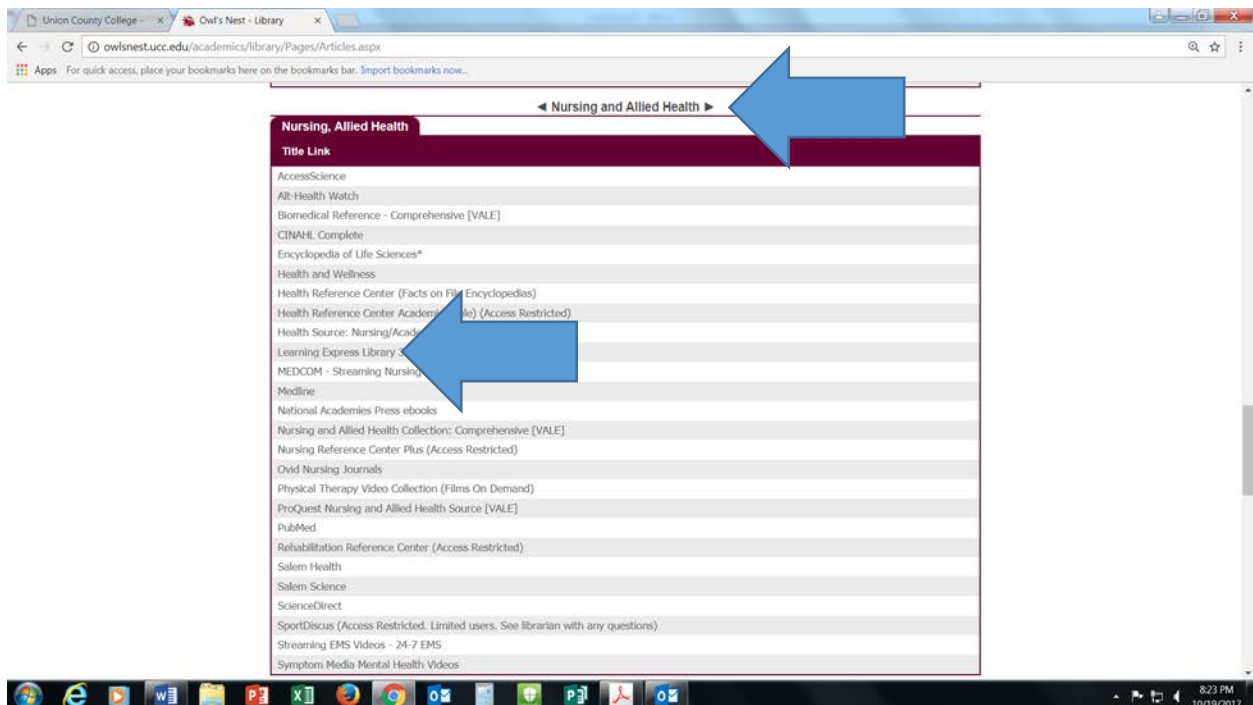 Union County College -
Owl's Nest - Library
owlsnest.ucc.edu/academics/library/Pages/Articles.aspx
Apps For quick access, place your bookmarks here on the bookmarks bar. Import bookmarks now...
◄ Nursing and Allied Health ►
Nursing, Allied Health
Title Link
AccessScience
Alt-Health Watch
Biomedical Reference - Comprehensive [VALE]
CINAHL Complete
Encyclopedia of Life Sciences*
Health and Wellness
Health Reference Center (Facts on File Encyclopedias)
Health Reference Center (Access Restricted)
Health Source:
Learning Express Library
MEDCOM - Streaming Nursing
Medline
National Academies Press ebooks
Nursing and Allied Health Collection: Comprehensive [VALE]
Nursing Reference Center Plus (Access Restricted)
Ovid Nursing Journals
Physical Therapy Video Collection (Films On Demand)
ProQuest Nursing and Allied Health Source [VALE]
PubMed
Rehabilitation Reference Center (Access Restricted)
Salem Health
Salem Science
ScienceDirect
SportDiscus (Access Restricted. Limited users. See librarian with any questions)
Streaming EMS Videos - 24-7 EMS
Symptom Media Mental Health Videos
8:23 PM
10/19/2017